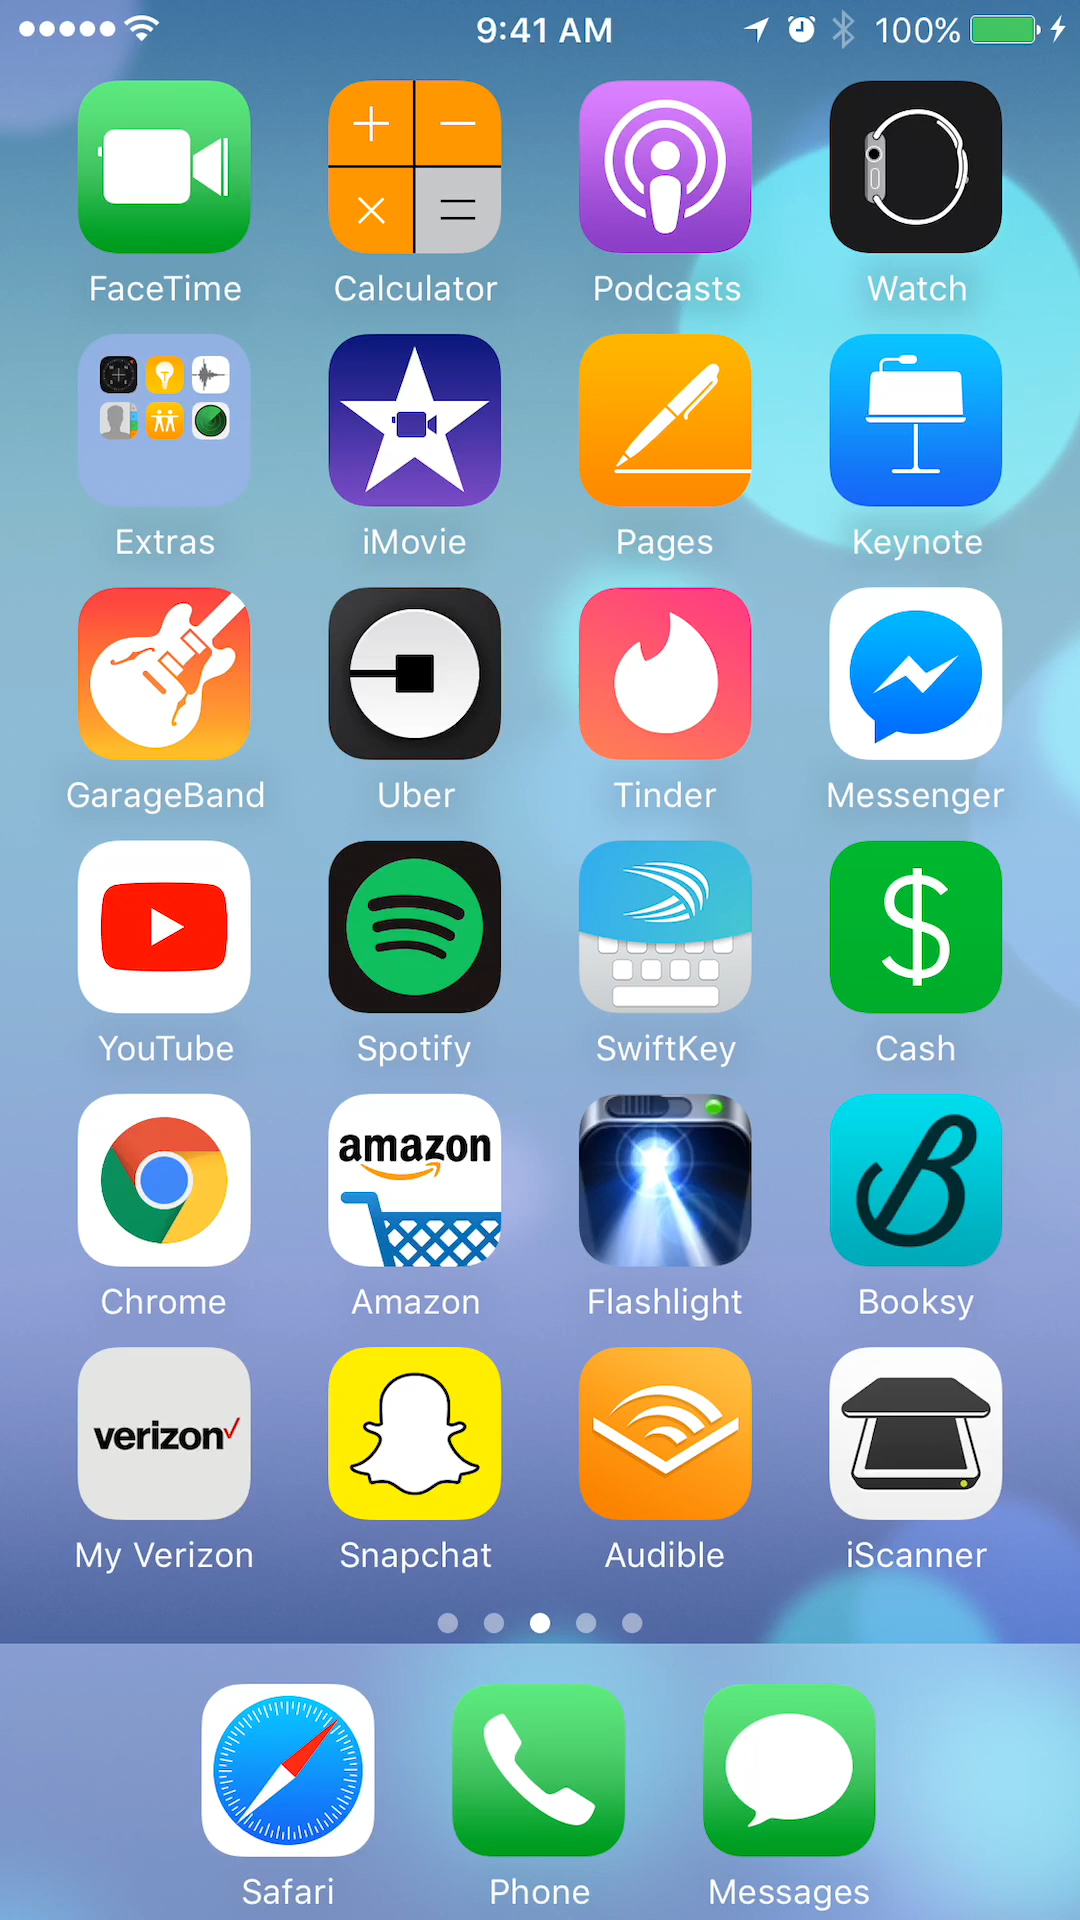 9:41 AM 100%
FaceTime Calculator Podcasts Watch
Extras iMovie Pages Keynote
GarageBand Uber Tinder Messenger
YouTube Spotify SwiftKey Cash
amazon
Chrome Amazon Flashlight Booksy
verizon
My Verizon Snapchat Audible iScanner
Safari Phone Messages